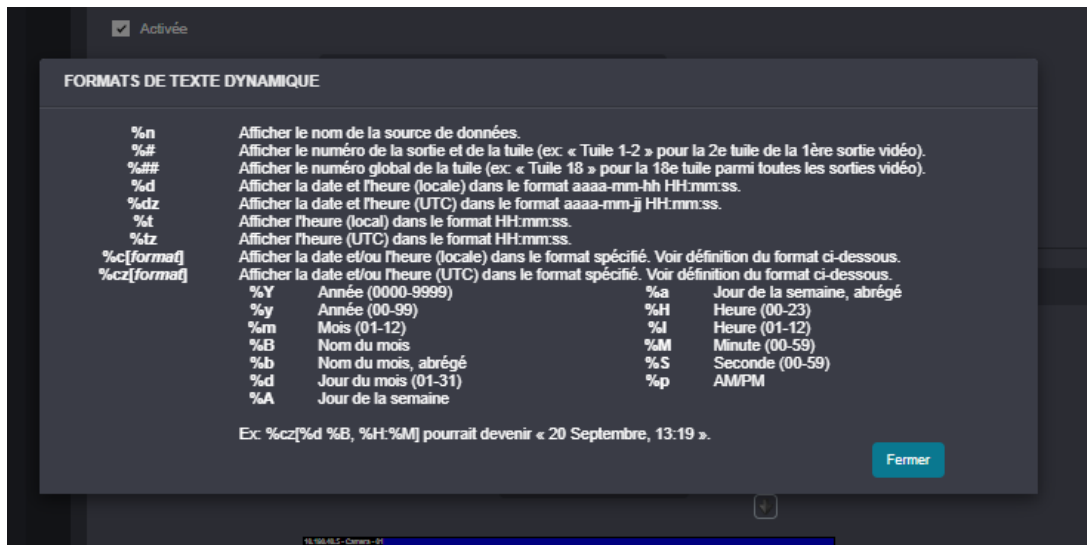 Activée
FORMATS DE TEXTE DYNAMIQUE
%n Afficher le nom de la source de données.
%# Afficher le numéro de la sortie et de la tuile (ex: « Tuile 1-2 » pour la 2e tuile de la 1ère sortie vidéo).
%## Afficher le numéro global de la tuile (ex: « Tuile 18 » pour la 18e tuile parmi toutes les sorties vidéo).
%d Afficher la date et l'heure (locale) dans le format aaaa-mm-hh HH:mm:ss.
%dz Afficher la date et l'heure (UTC) dans le format aaaa-mm-jj HH:mm:ss.
%t Afficher l'heure (local) dans le format HH:mm:ss.
%tz Afficher l'heure (UTC) dans le format HH:mm:ss.
%c[format] Afficher la date et/ou l'heure (locale) dans le format spécifié. Voir définition du format ci-dessous.
%cz[format] Afficher la date et/ou l'heure (UTC) dans le format spécifié. Voir définition du format ci-dessous.
%Y Année (0000-9999) %a Jour de la semaine, abrégé
%y Année (00-99) %H Heure (00-23)
%m Mois (01-12) %I Heure (01-12)
%B Nom du mois %M Minute (00-59)
%b Nom du mois, abrégé %S Seconde (00-59)
%d Jour du mois (01-31) %p AM/PM
%A Jour de la semaine
Ex: %cz[%d %B, %H:%M] pourrait devenir « 20 Septembre, 13:19 ».
Fermer
- Camera - 01